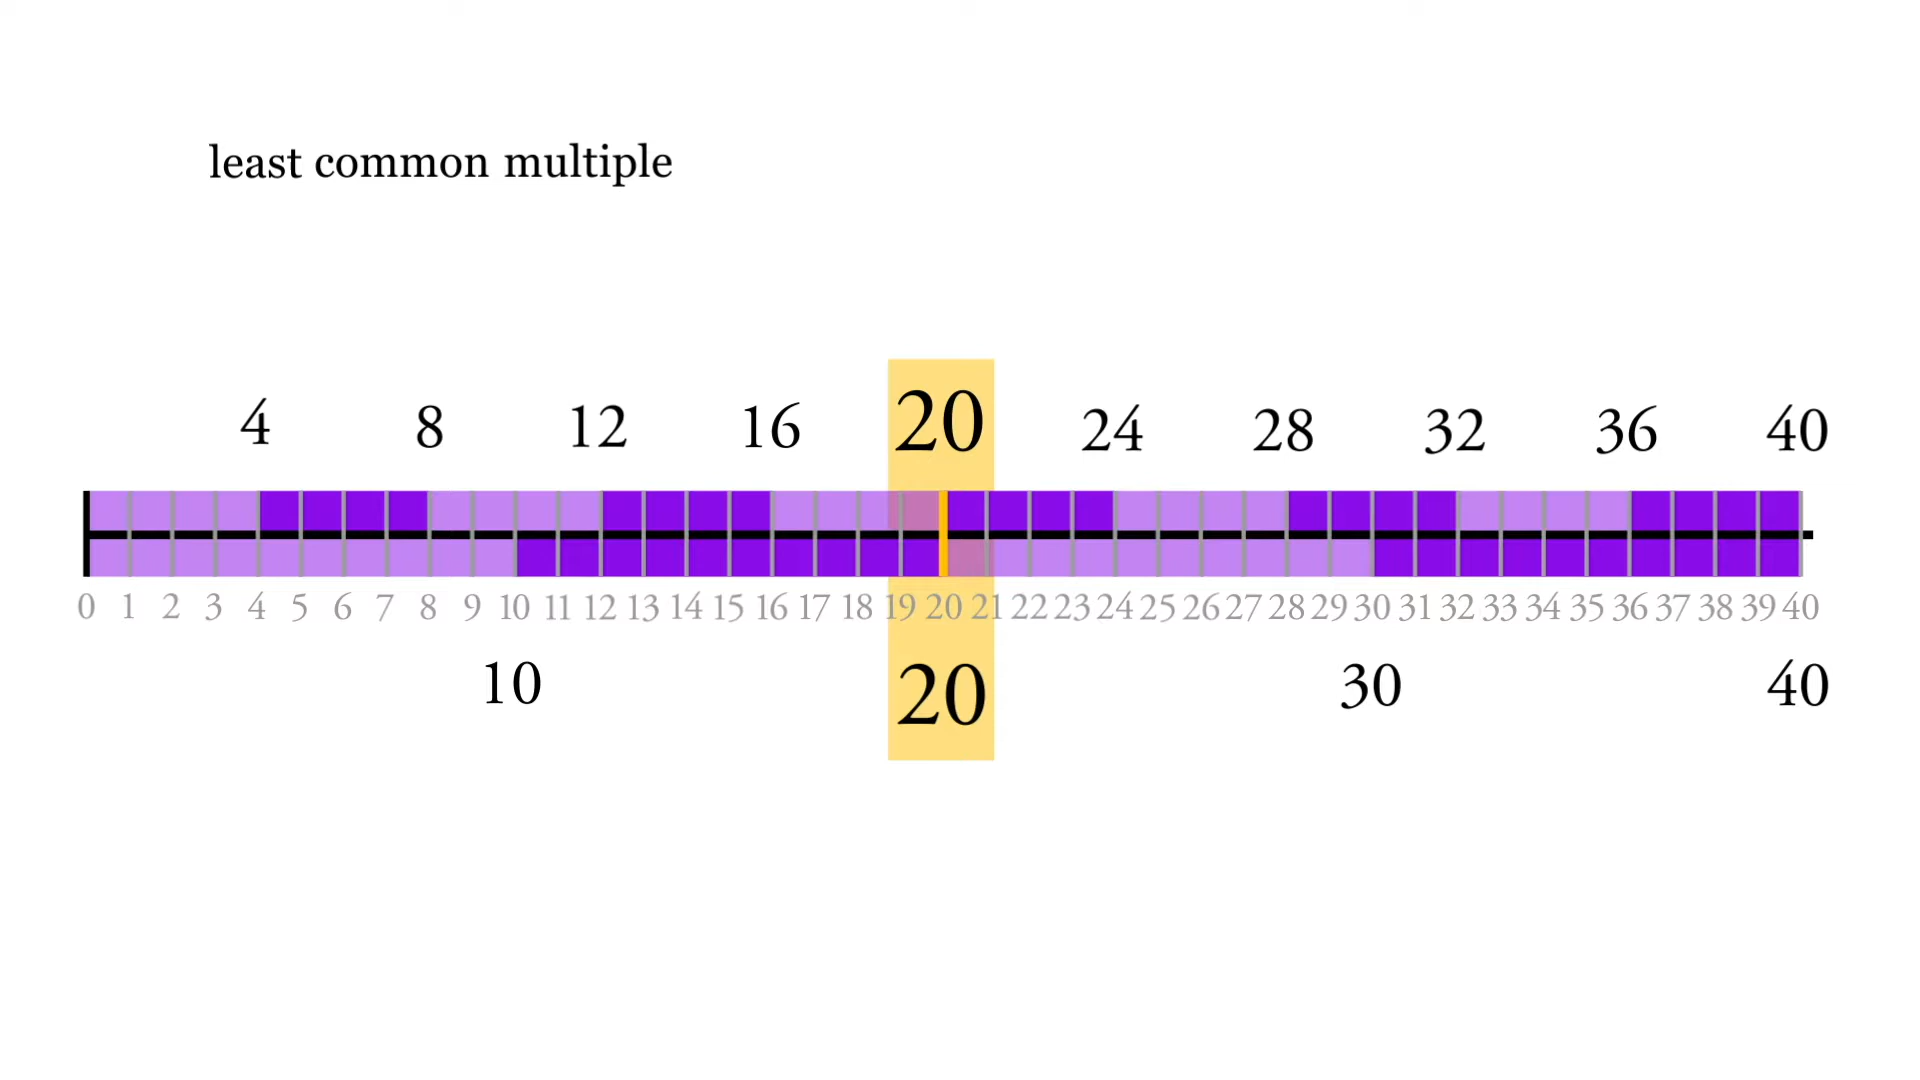 least common multiple
4 8 12 16 20 24 28 32 36 40
0 1 2 3 4 5 6 7 8 9 10 11 12 13 14 15 16 17 18 19 20 21 22 23 24 25 26 27 28 29 30 31 32 33 34 35 36 37 38 39 40
10 20 30 40